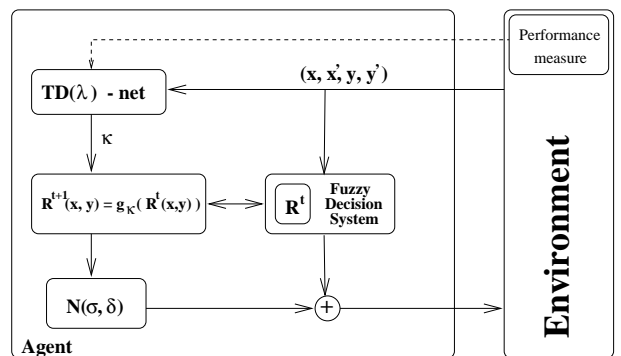 Performance
measure
(x, x', y, y')
TD(λ) - net
κ
R^{t+1}(x, y) = g_κ( R^t(x,y) )
R^t
Fuzzy
Decision
System
N(σ, δ)
+
Agent
Environment